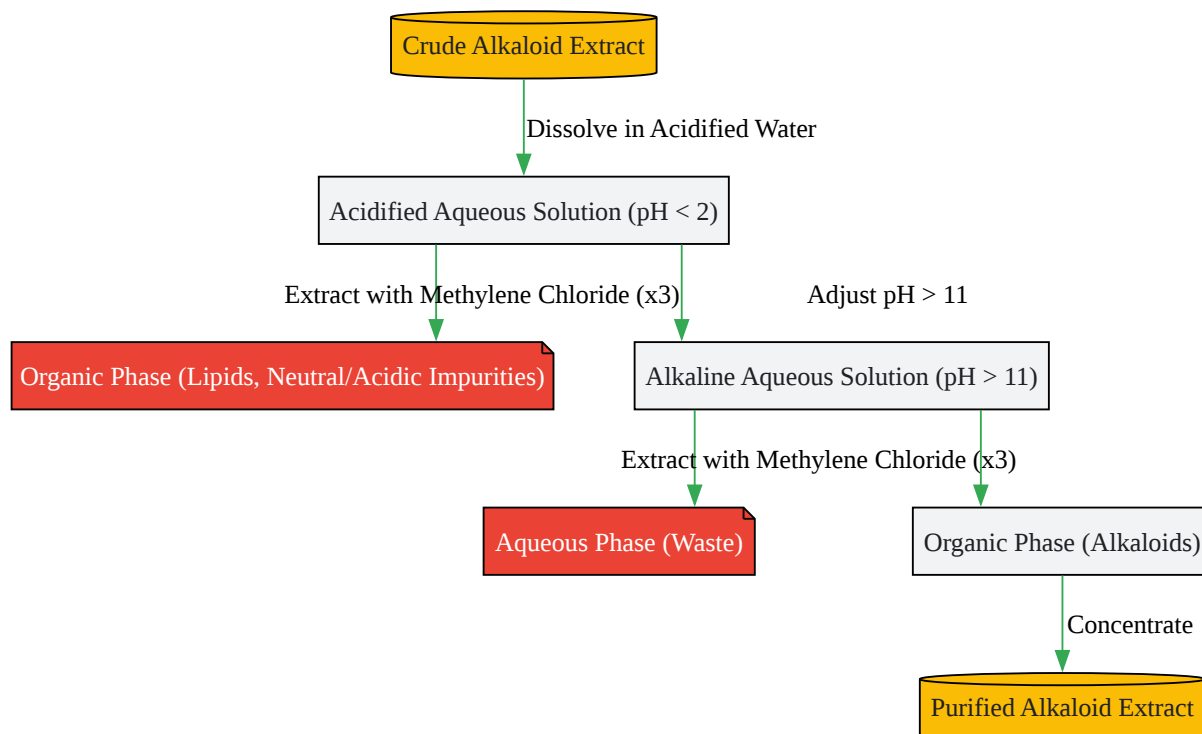 Crude Alkaloid Extract
Dissolve in Acidified Water
Acidified Aqueous Solution (pH < 2)
Extract with Methylene Chloride (x3)
Adjust pH > 11
Organic Phase (Lipids, Neutral/Acidic Impurities)
Alkaline Aqueous Solution (pH > 11)
Extract with Methylene Chloride (x3)
Aqueous Phase (Waste)
Organic Phase (Alkaloids)
Concentrate
Purified Alkaloid Extract